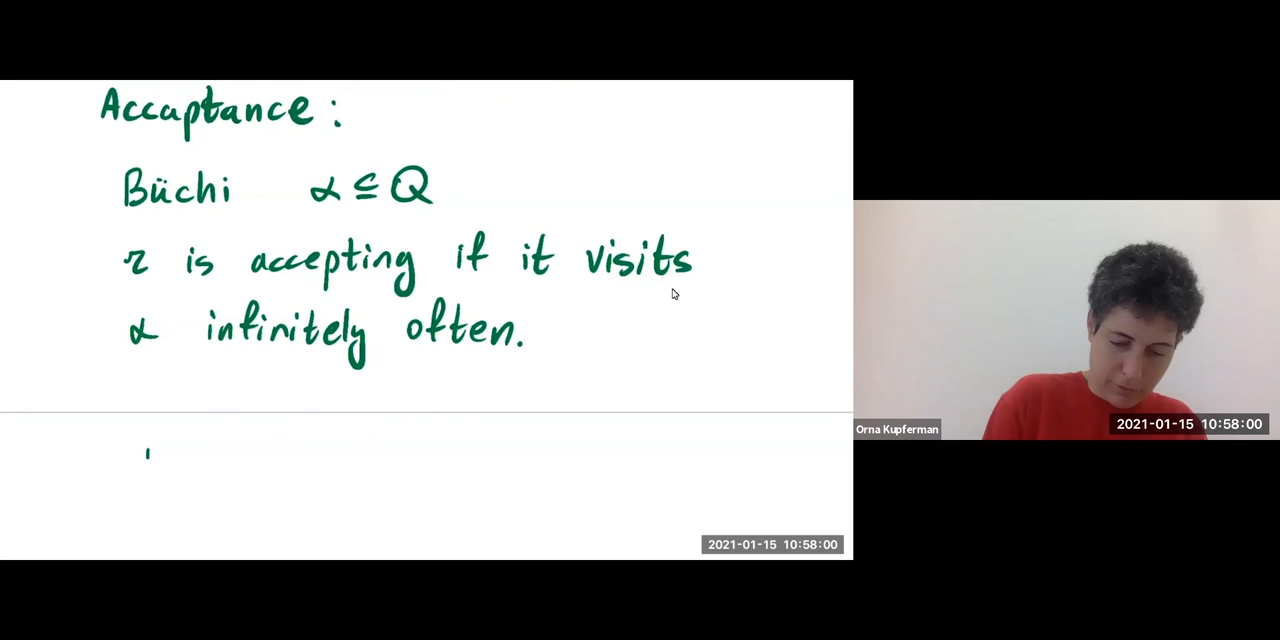 Accaptance:
Büchi α ⊆ Q
r is accepting if it visits
α infinitely often.
2021-01-15 10:58:00
Orna Kupferman
2021-01-15 10:58:00